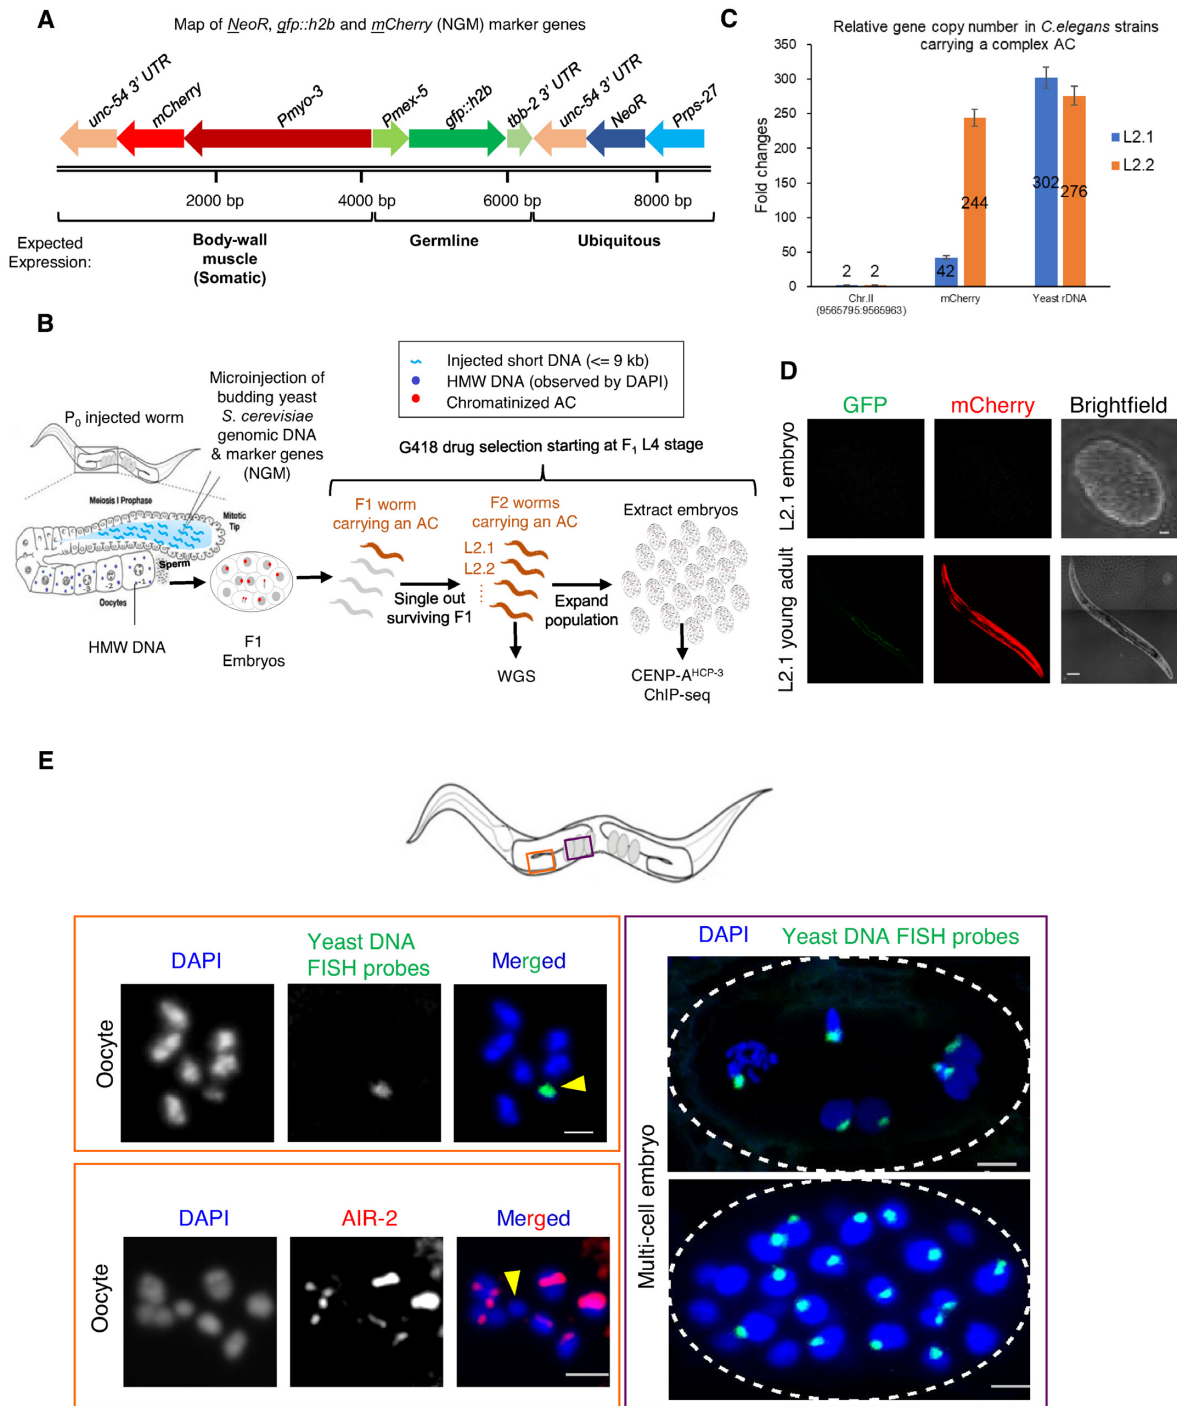 A
Map of NeoR, gfp::h2b and mCherry (NGM) marker genes
unc-54 3' UTR
mCherry
Pmyo-3
Pmex-5
gfp::h2b
tbb-2 3' UTR
unc-54 3' UTR
NeoR
Prps-27
2000 bp
4000 bp
6000 bp
8000 bp
Expected
Expression:
Body-wall
muscle
(Somatic)
Germline
Ubiquitous
B
P0 injected worm
Microinjection of
budding yeast
S. cerevisiae
genomic DNA
& marker genes
(NGM)
Injected short DNA (<= 9 kb)
HMW DNA (observed by DAPI)
Chromatinized AC
G418 drug selection starting at F1 L4 stage
Meiosis I Prophase
Mitotic
Tip
Sperm
-3
-2
-1
Oocytes
HMW DNA
F1
Embryos
F1 worm
carrying an AC
Single out
surviving F1
F2 worms
carrying an AC
L2.1
L2.2
WGS
Expand
population
Extract embryos
CENP-AHCP-3
ChIP-seq
C
Relative gene copy number in C.elegans strains
carrying a complex AC
Fold changes
350
300
250
200
150
100
50
0
2
2
42
244
302
276
Chr.II
(9565795:9565963)
mCherry
Yeast rDNA
L2.1
L2.2
D
GFP
mCherry
Brightfield
L2.1 embryo
L2.1 young adult
E
DAPI
Yeast DNA
FISH probes
Merged
Oocyte
DAPI
AIR-2
Merged
Oocyte
DAPI
Yeast DNA FISH probes
Multi-cell embryo